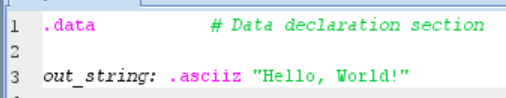 1 .data # Data declaration section
2
3 out_string: .asciiz "Hello, World!"